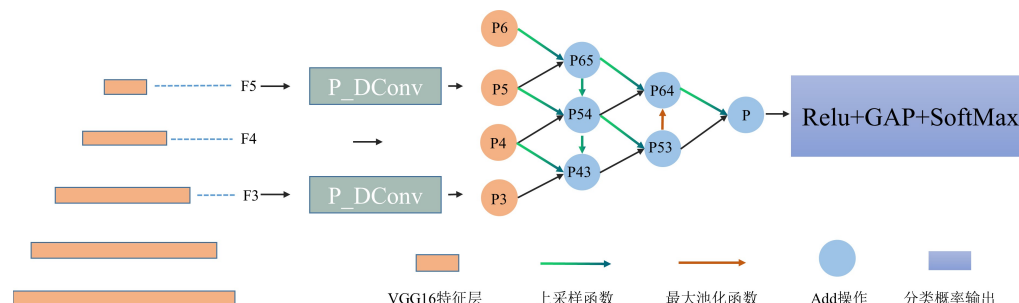 P6
F5
P_DConv
P5
P65
P64
F4
P54
P
Relu+GAP+SoftMax
P4
P53
P43
F3
P_DConv
P3
VGG16特征层
上采样函数
最大池化函数
Add操作
分类概率输出